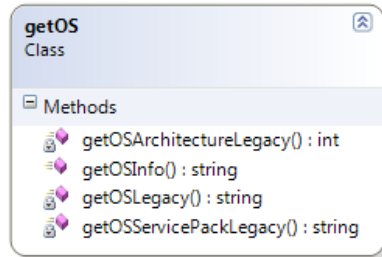 getOS
Class
Methods
getOSArchitectureLegacy() : int
getOSInfo() : string
getOSLegacy() : string
getOSServicePackLegacy() : string